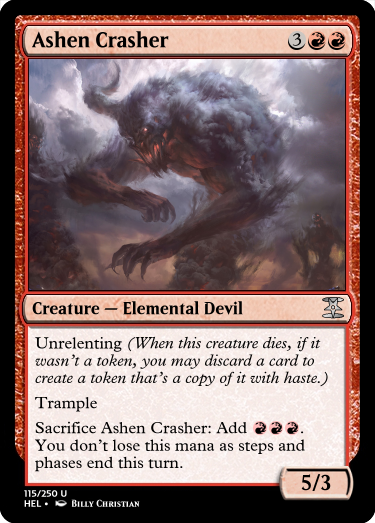 Ashen Crasher 3
Creature — Elemental Devil
Unrelenting (When this creature dies, if it
wasn't a token, you may discard a card to
create a token that's a copy of it with haste.)
Trample
Sacrifice Ashen Crasher: Add
You don't lose this mana as steps and
phases end this turn.
5/3
115/250 U
HEL • Billy Christian